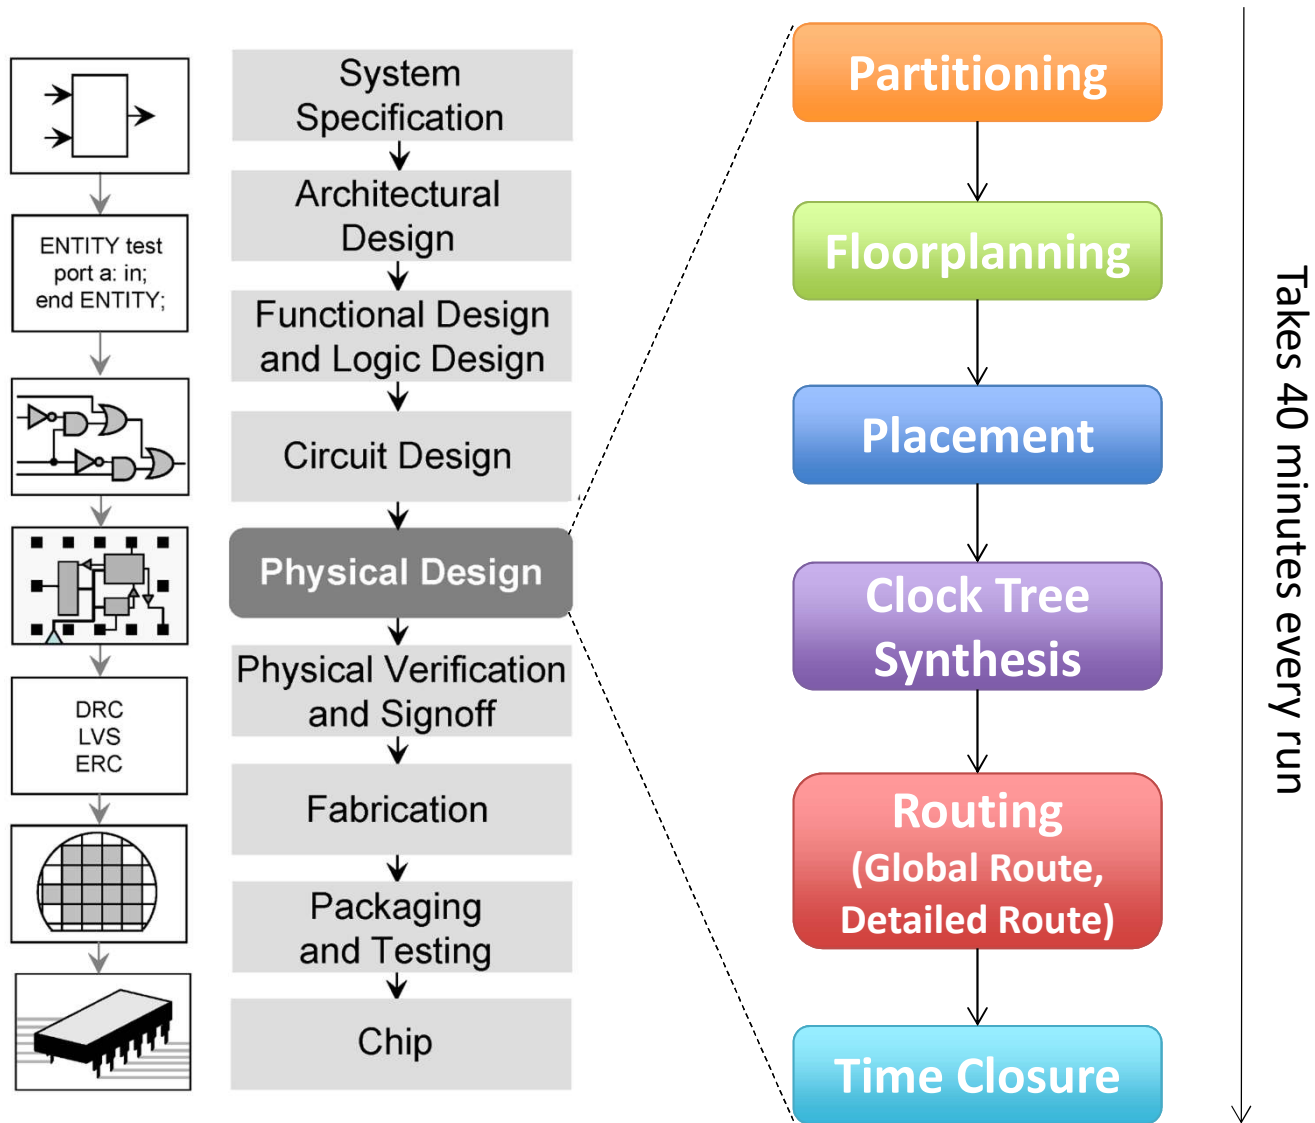 ENTITY test
port a: in;
end ENTITY;
DRC
LVS
ERC
System
Specification
Architectural
Design
Functional Design
and Logic Design
Circuit Design
Physical Design
Physical Verification
and Signoff
Fabrication
Packaging
and Testing
Chip
Partitioning
Floorplanning
Placement
Clock Tree
Synthesis
Routing
(Global Route,
Detailed Route)
Time Closure
Takes 40 minutes every run